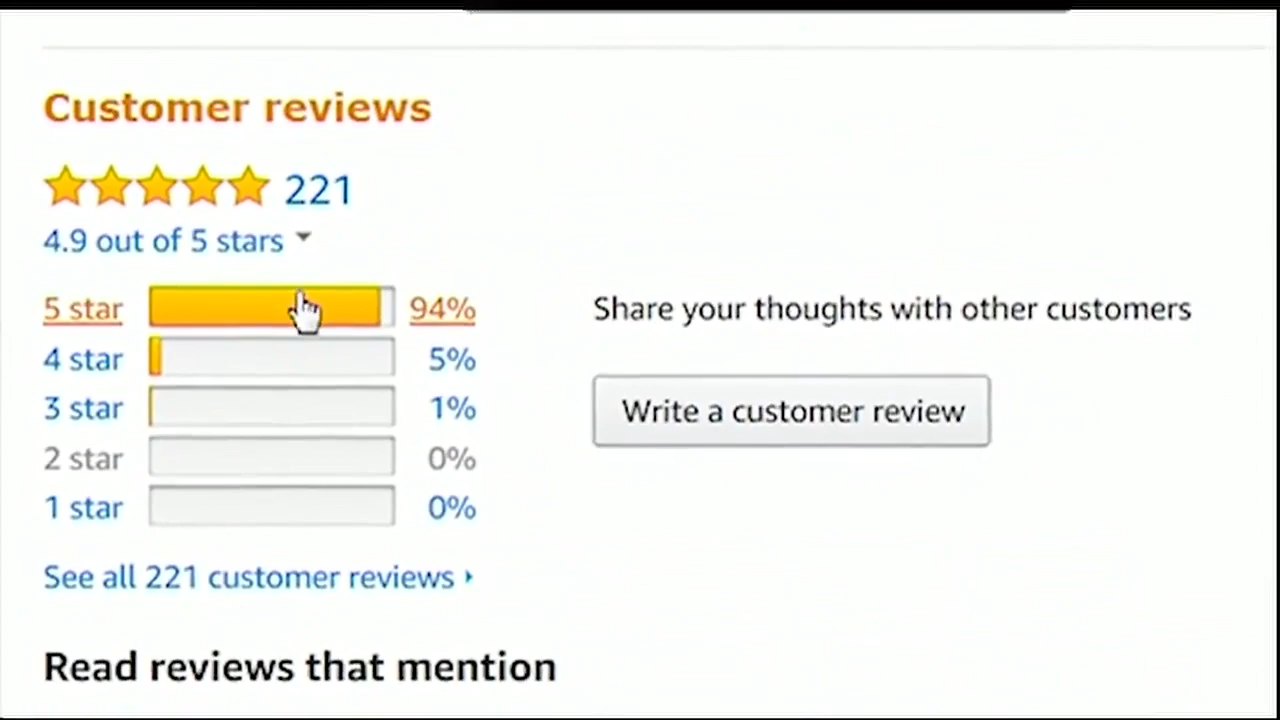 Customer reviews
221
4.9 out of 5 stars
5 star 94%
4 star 5%
3 star 1%
2 star 0%
1 star 0%
Share your thoughts with other customers
Write a customer review
See all 221 customer reviews
Read reviews that mention